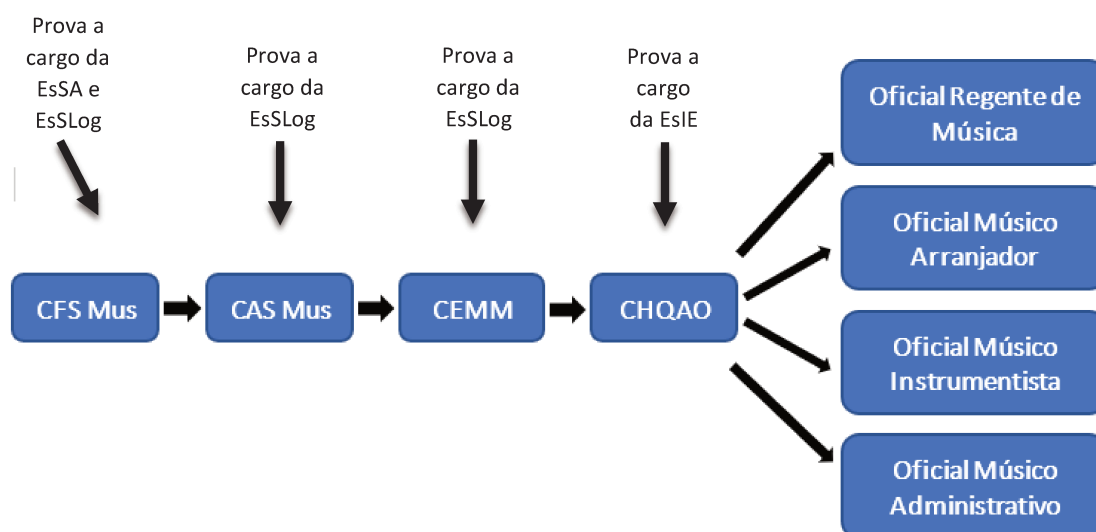 Prova a
cargo da
EsSA e
EsSLog
Prova a
cargo da
EsSLog
Prova a
cargo da
EsSLog
Prova a
cargo
da EsIE
CFS Mus
CAS Mus
CEMM
CHQAO
Oficial Regente de
Música
Oficial Músico
Arranjador
Oficial Músico
Instrumentista
Oficial Músico
Administrativo